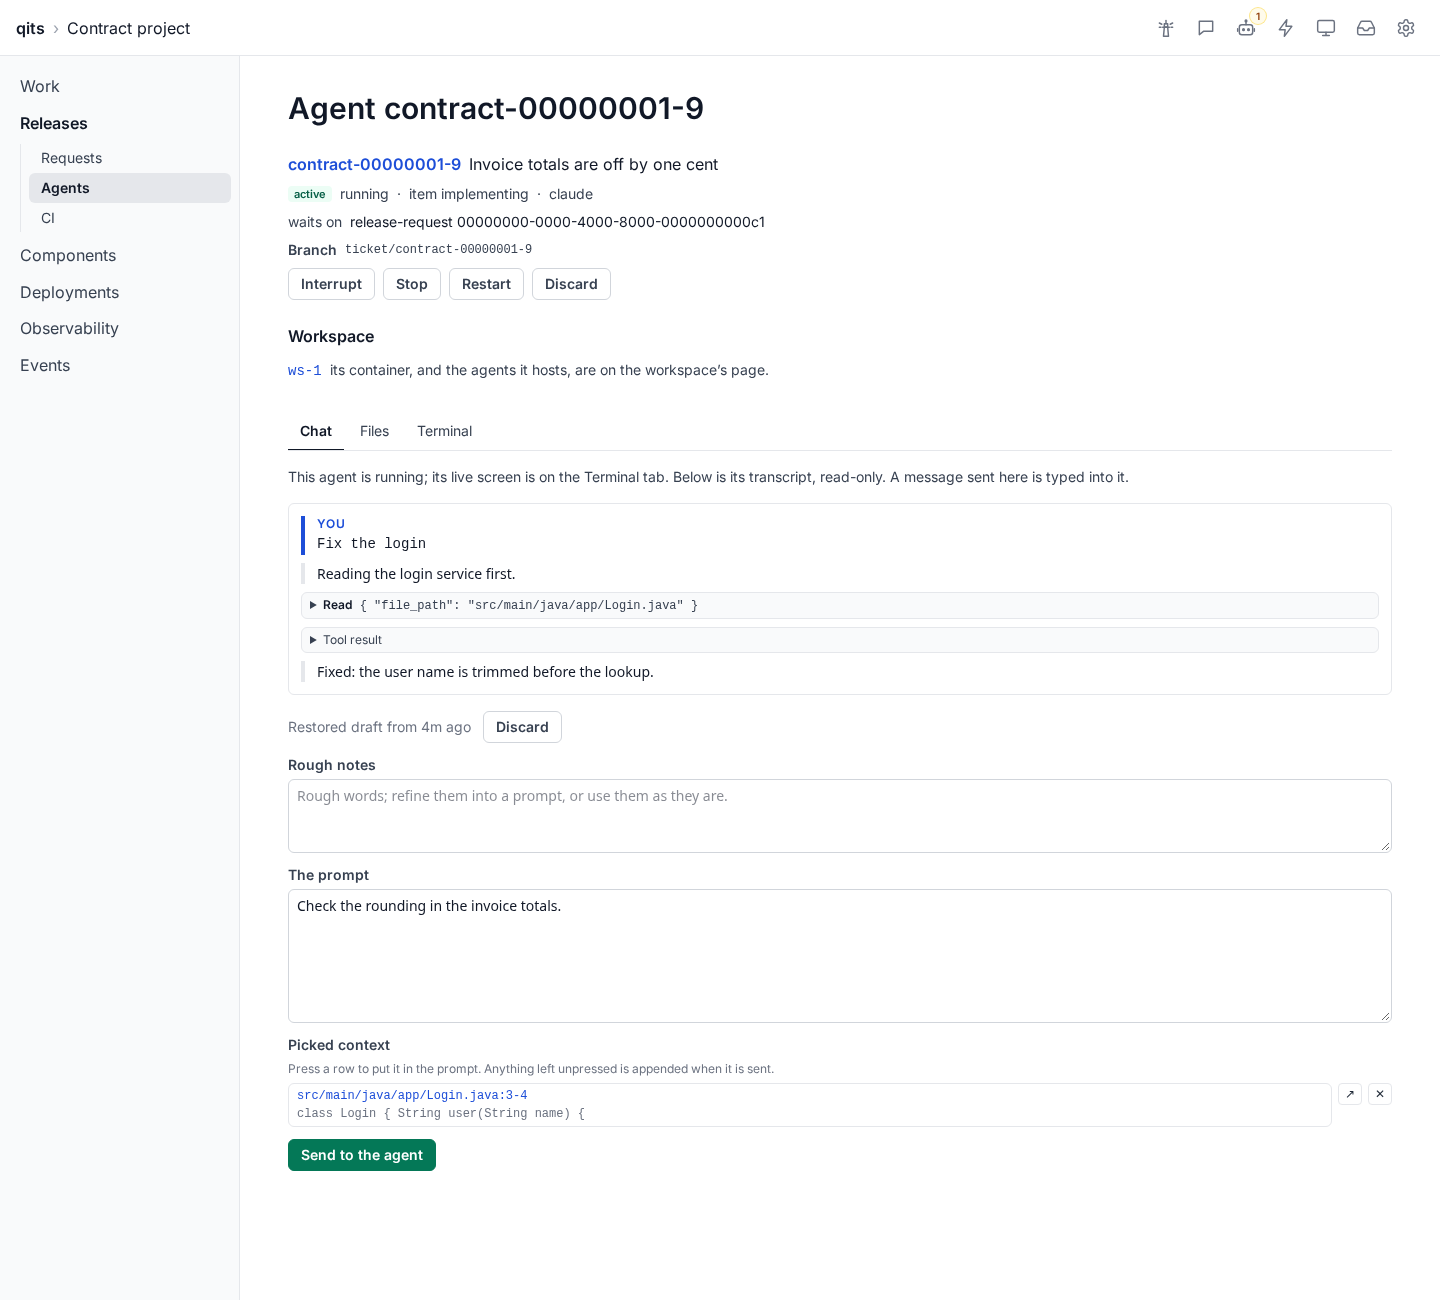 qits › Contract project
1
Work
Releases
Requests
Agents
CI
Components
Deployments
Observability
Events
Agent contract-00000001-9
contract-00000001-9 Invoice totals are off by one cent
active running · item implementing · claude
waits on release-request 00000000-0000-4000-8000-0000000000c1
Branch ticket/contract-00000001-9
Interrupt Stop Restart Discard
Workspace
ws-1 its container, and the agents it hosts, are on the workspace’s page.
Chat Files Terminal
This agent is running; its live screen is on the Terminal tab. Below is its transcript, read-only. A message sent here is typed into it.
YOU
Fix the login
Reading the login service first.
Read { "file_path": "src/main/java/app/Login.java" }
Tool result
Fixed: the user name is trimmed before the lookup.
Restored draft from 4m ago Discard
Rough notes
Rough words; refine them into a prompt, or use them as they are.
The prompt
Check the rounding in the invoice totals.
Picked context
Press a row to put it in the prompt. Anything left unpressed is appended when it is sent.
src/main/java/app/Login.java:3-4
class Login { String user(String name) {
Send to the agent